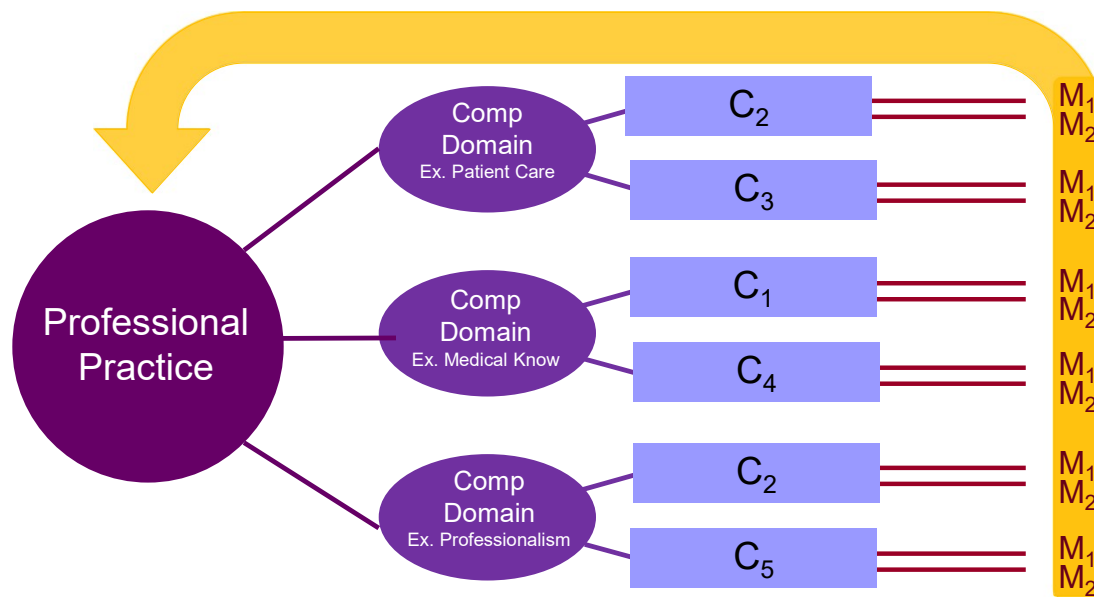 Professional
Practice
Comp
Domain
Ex. Patient Care
C₂
M₁
M₂
C₃
M₁
M₂
Comp
Domain
Ex. Medical Know
C₁
M₁
M₂
C₄
M₁
M₂
Comp
Domain
Ex. Professionalism
C₂
M₁
M₂
C₅
M₁
M₂